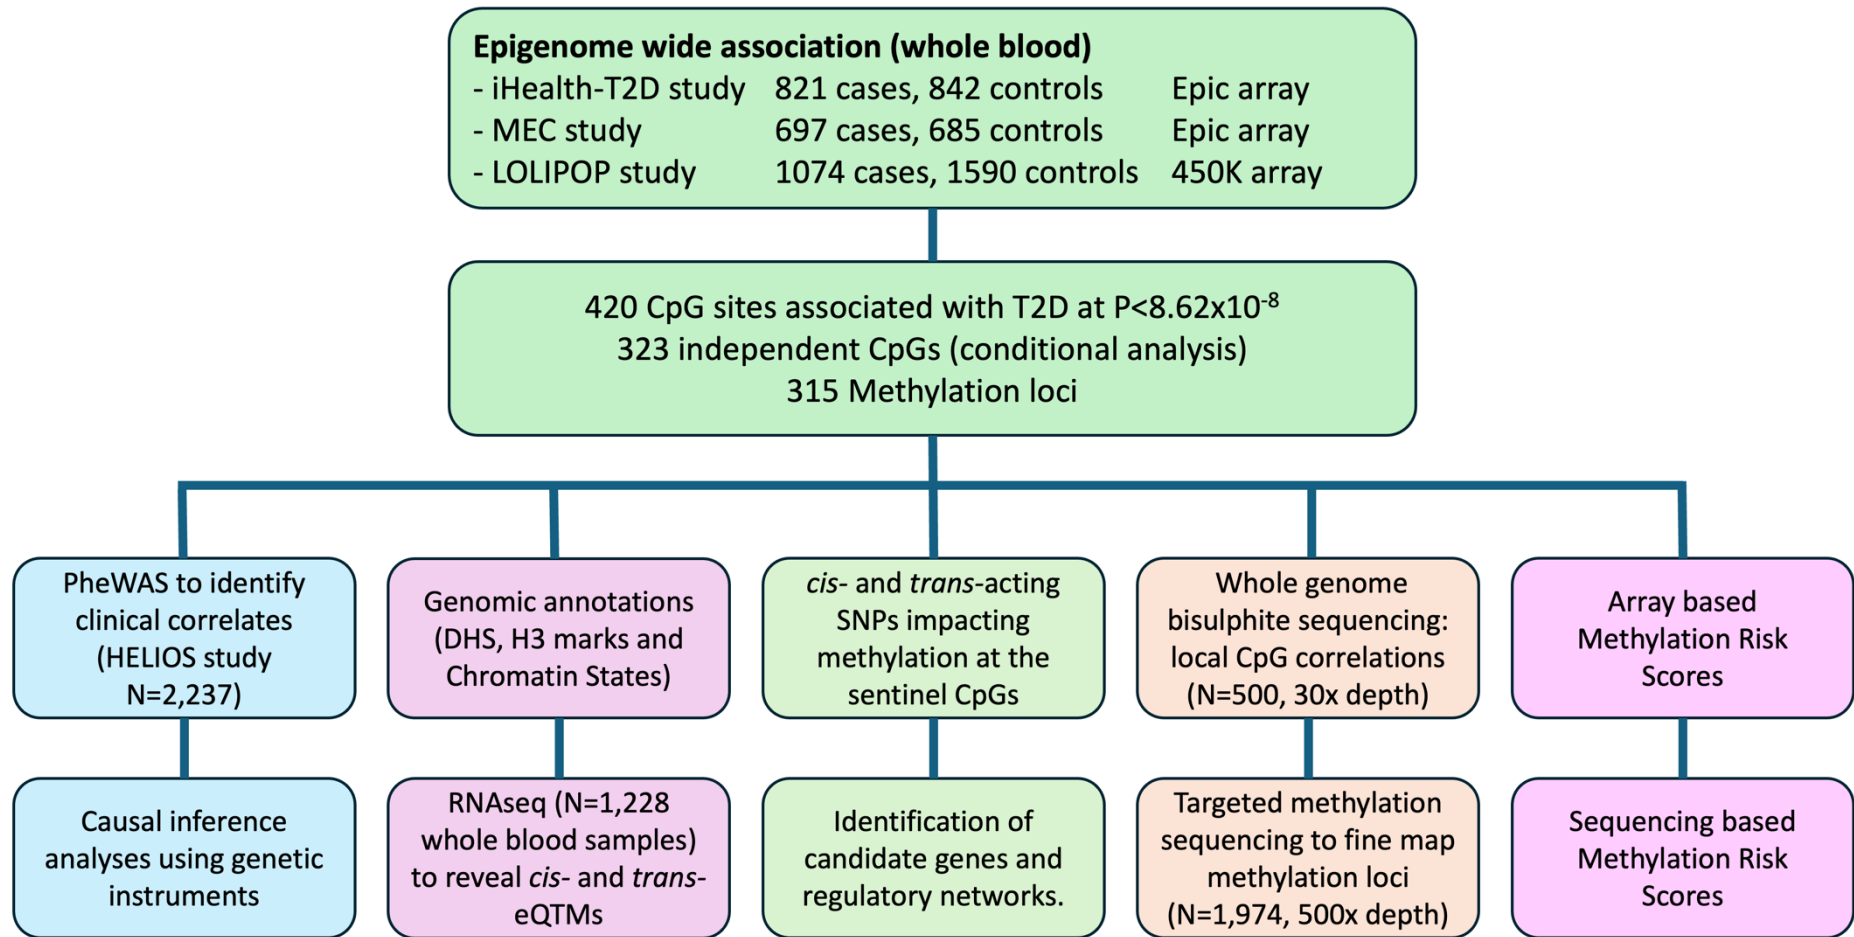 Epigenome wide association (whole blood)
- iHealth-T2D study 821 cases, 842 controls Epic array
- MEC study 697 cases, 685 controls Epic array
- LOLIPOP study 1074 cases, 1590 controls 450K array
420 CpG sites associated with T2D at P<8.62x10⁻⁸
323 independent CpGs (conditional analysis)
315 Methylation loci
PheWAS to identify
clinical correlates
(HELIOS study
N=2,237)
Genomic annotations
(DHS, H3 marks and
Chromatin States)
cis- and trans-acting
SNPs impacting
methylation at the
sentinel CpGs
Whole genome
bisulphite sequencing:
local CpG correlations
(N=500, 30x depth)
Array based
Methylation Risk
Scores
Causal inference
analyses using genetic
instruments
RNAseq (N=1,228
whole blood samples)
to reveal cis- and trans-
eQTMs
Identification of
candidate genes and
regulatory networks.
Targeted methylation
sequencing to fine map
methylation loci
(N=1,974, 500x depth)
Sequencing based
Methylation Risk
Scores